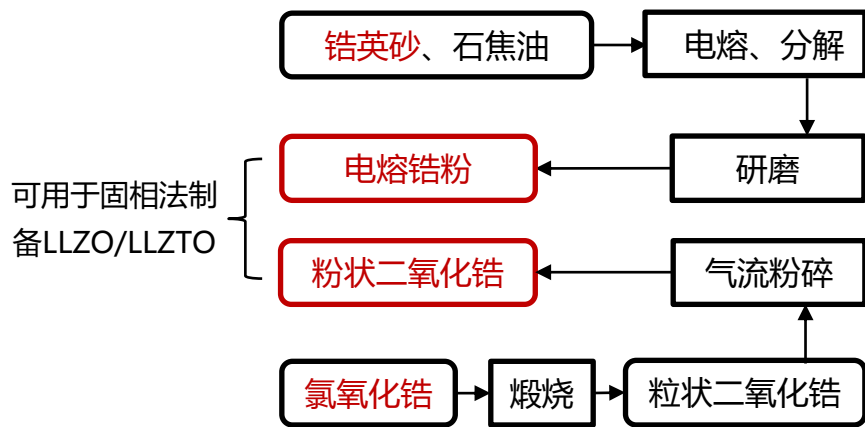 锆英砂、石焦油
电熔、分解
电熔锆粉
研磨
可用于固相法制
备LLZO/LLZTO
粉状二氧化锆
气流粉碎
氯氧化锆
煅烧
粒状二氧化锆